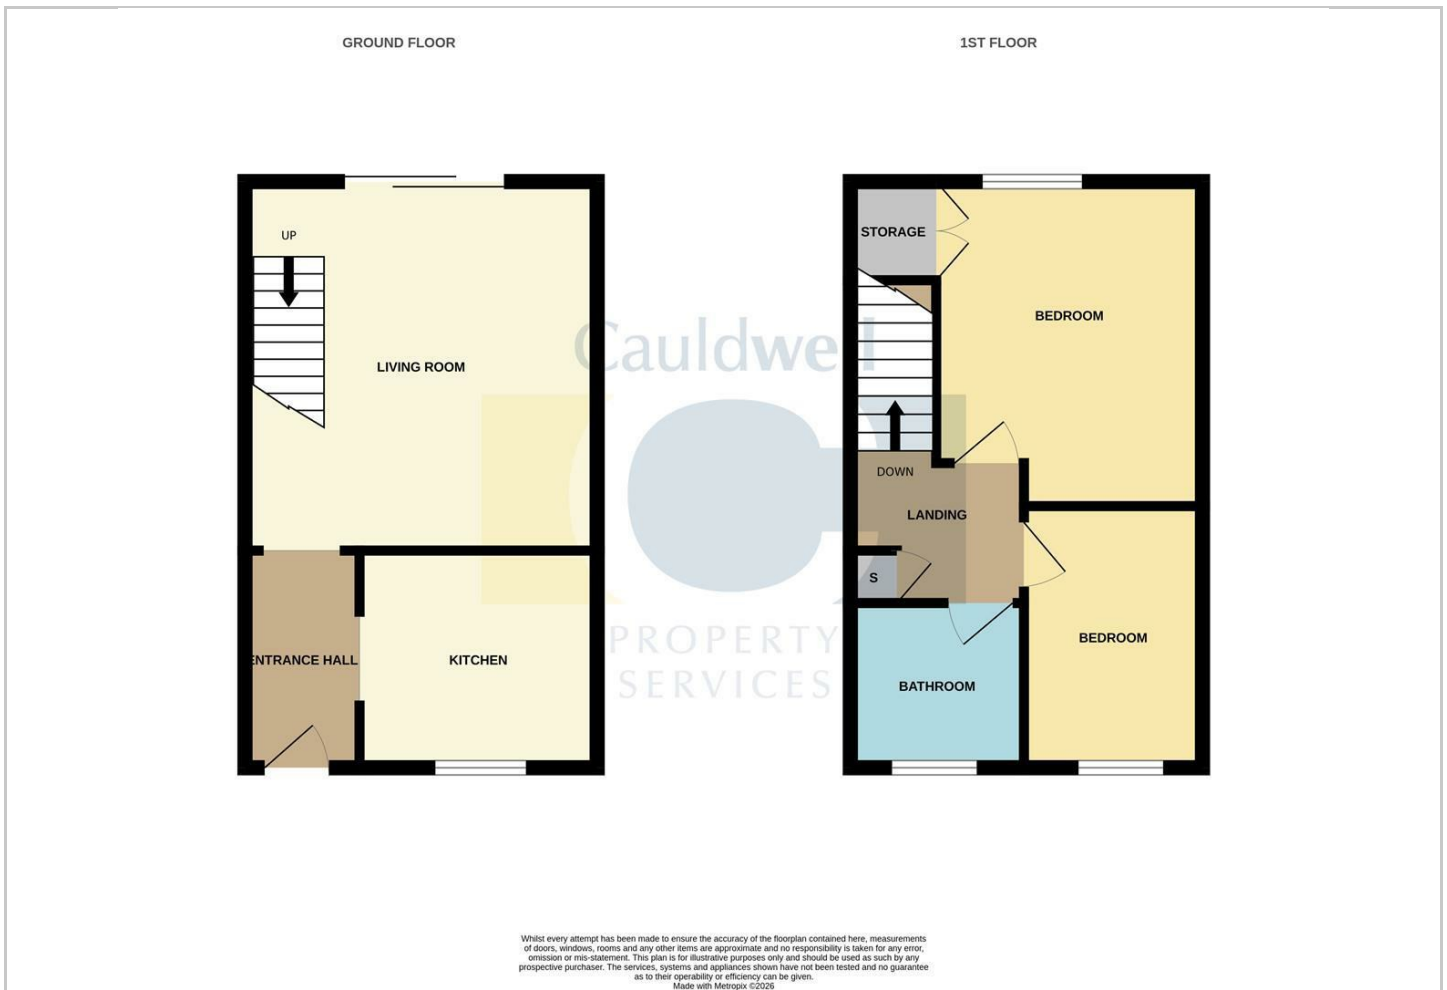 GROUND FLOOR
1ST FLOOR
UP
LIVING ROOM
ENTRANCE HALL
KITCHEN
STORAGE
BEDROOM
DOWN
LANDING
S
BATHROOM
BEDROOM
Cauldwell
PROPERTY
SERVICES
Whilst every attempt has been made to ensure the accuracy of the floorplan contained here, measurements
of doors, windows, rooms and any other items are approximate and no responsibility is taken for any error,
omission or mis-statement. This plan is for illustrative purposes only and should be used as such by any
prospective purchaser. The services, systems and appliances shown have not been tested and no guarantee
as to their operability or efficiency can be given.
Made with Metropix ©2026